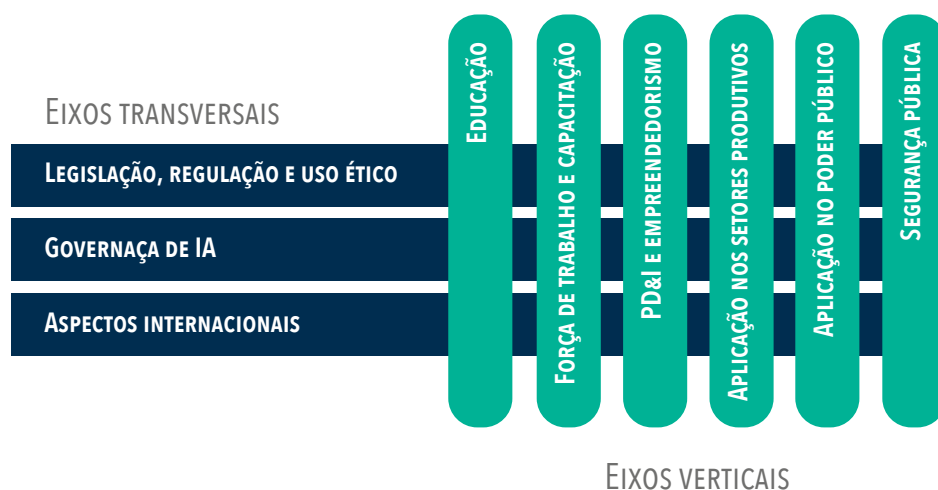 Eixos transversais
Legislação, regulação e uso ético
Governaça de IA
Aspectos internacionais
Educação
Força de trabalho e capacitação
PD&I e empreendedorismo
Aplicação nos setores produtivos
Aplicação no poder público
Segurança pública
Eixos verticais